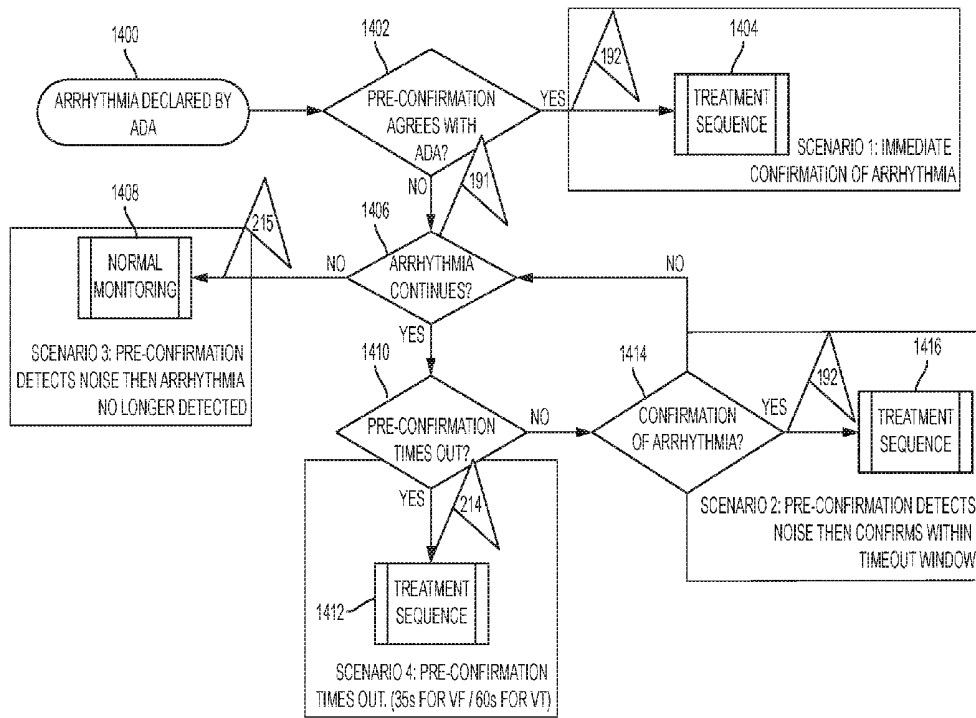 1400
ARRHYTHMIA DECLARED BY
ADA
1402
PRE-CONFIRMATION
AGREES WITH
ADA?
YES
192
1404
TREATMENT
SEQUENCE
SCENARIO 1: IMMEDIATE
CONFIRMATION OF ARRHYTHMIA
NO
191
1406
ARRHYTHMIA
CONTINUES?
NO
215
1408
NORMAL
MONITORING
SCENARIO 3: PRE-CONFIRMATION
DETECTS NOISE THEN ARRHYTHMIA
NO LONGER DETECTED
YES
1410
PRE-CONFIRMATION
TIMES OUT?
NO
1414
CONFIRMATION
OF ARRHYTHMIA?
NO
YES
192
1416
TREATMENT
SEQUENCE
SCENARIO 2: PRE-CONFIRMATION DETECTS
NOISE THEN CONFIRMS WITHIN
TIMEOUT WINDOW
YES
214
1412
TREATMENT
SEQUENCE
SCENARIO 4: PRE-CONFIRMATION
TIMES OUT. (35s FOR VF / 60s FOR VT)